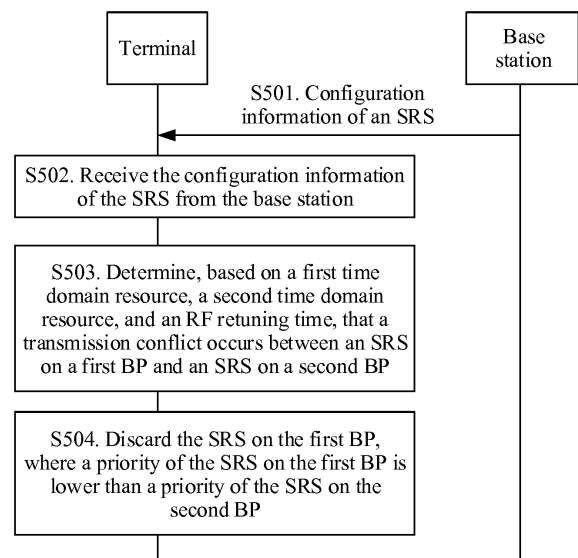 Terminal
Base
station
S501. Configuration
information of an SRS
S502. Receive the configuration information
of the SRS from the base station
S503. Determine, based on a first time
domain resource, a second time domain
resource, and an RF retuning time, that a
transmission conflict occurs between an SRS
on a first BP and an SRS on a second BP
S504. Discard the SRS on the first BP,
where a priority of the SRS on the first BP is
lower than a priority of the SRS on the
second BP